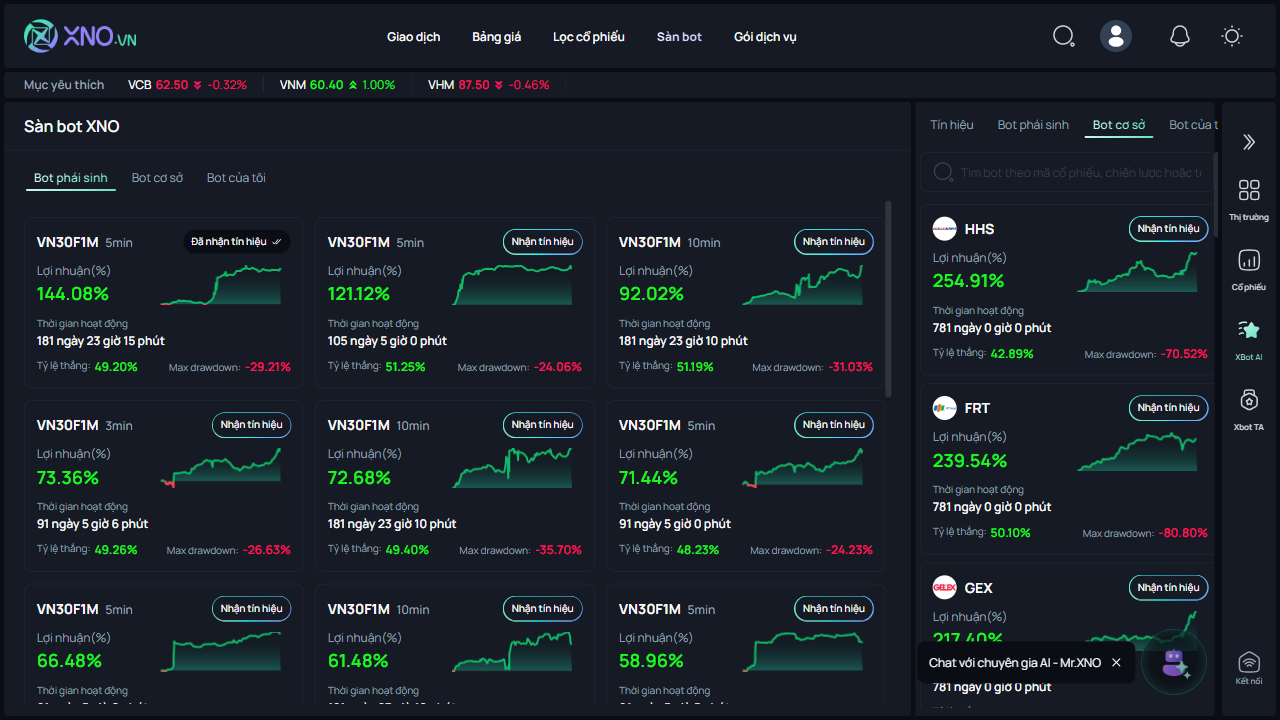 XNO.VN
Giao dịch Bảng giá Lọc cổ phiếu Sàn bot Gói dịch vụ
Mục yêu thích VCB 62.50 -0.32% VNM 60.40 1.00% VHM 87.50 -0.46%
Sàn bot XNO
Bot phái sinh Bot cơ sở Bot của tôi
VN30F1M 5min Đã nhận tín hiệu
Lợi nhuận(%)
144.08%
Thời gian hoạt động
181 ngày 23 giờ 15 phút
Tỷ lệ thắng: 49.20% Max drawdown: -29.21%
VN30F1M 5min Nhận tín hiệu
Lợi nhuận(%)
121.12%
Thời gian hoạt động
105 ngày 5 giờ 0 phút
Tỷ lệ thắng: 51.25% Max drawdown: -24.06%
VN30F1M 10min Nhận tín hiệu
Lợi nhuận(%)
92.02%
Thời gian hoạt động
181 ngày 23 giờ 10 phút
Tỷ lệ thắng: 51.19% Max drawdown: -31.03%
VN30F1M 3min Nhận tín hiệu
Lợi nhuận(%)
73.36%
Thời gian hoạt động
91 ngày 5 giờ 6 phút
Tỷ lệ thắng: 49.26% Max drawdown: -26.63%
VN30F1M 10min Nhận tín hiệu
Lợi nhuận(%)
72.68%
Thời gian hoạt động
181 ngày 23 giờ 10 phút
Tỷ lệ thắng: 49.40% Max drawdown: -35.70%
VN30F1M 5min Nhận tín hiệu
Lợi nhuận(%)
71.44%
Thời gian hoạt động
91 ngày 5 giờ 0 phút
Tỷ lệ thắng: 48.23% Max drawdown: -24.23%
VN30F1M 5min Nhận tín hiệu
Lợi nhuận(%)
66.48%
Thời gian hoạt động
VN30F1M 10min Nhận tín hiệu
Lợi nhuận(%)
61.48%
Thời gian hoạt động
VN30F1M 5min Nhận tín hiệu
Lợi nhuận(%)
58.96%
Thời gian hoạt động
Tín hiệu Bot phái sinh Bot cơ sở Bot của t
Tìm bot theo mã cổ phiếu, chiến lược hoặc tê
HHS Nhận tín hiệu
Lợi nhuận(%)
254.91%
Thời gian hoạt động
781 ngày 0 giờ 0 phút
Tỷ lệ thắng: 42.89% Max drawdown: -70.52%
FRT Nhận tín hiệu
Lợi nhuận(%)
239.54%
Thời gian hoạt động
781 ngày 0 giờ 0 phút
Tỷ lệ thắng: 50.10% Max drawdown: -80.80%
GELEX
GEX Nhận tín hiệu
Lợi nhuận(%)
217.40%
Chat với chuyên gia AI - Mr.XNO
781 ngày 0 giờ 0 phút
Thị trường
Cổ phiếu
XBot AI
Xbot TA
Kết nối